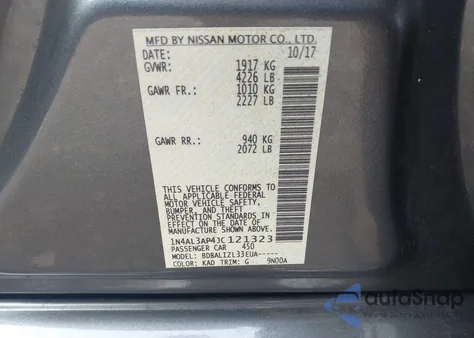 MFD BY NISSAN MOTOR CO., LTD.
DATE: 10/17
GVWR: 1917 KG
4226 LB
GAWR FR.: 1010 KG
2227 LB
GAWR RR.: 940 KG
2072 LB
THIS VEHICLE CONFORMS TO
ALL APPLICABLE FEDERAL
MOTOR VEHICLE SAFETY,
BUMPER, AND THEFT
PREVENTION STANDARDS IN
EFFECT ON THE DATE OF
MANUFACTURE SHOWN ABOVE.
1N4AL3AP4JC121323
PASSENGER CAR 450
MODEL: BDBALIZL33EUA-----
COLOR: KAD TRIM: G 9N00A
autoSnap